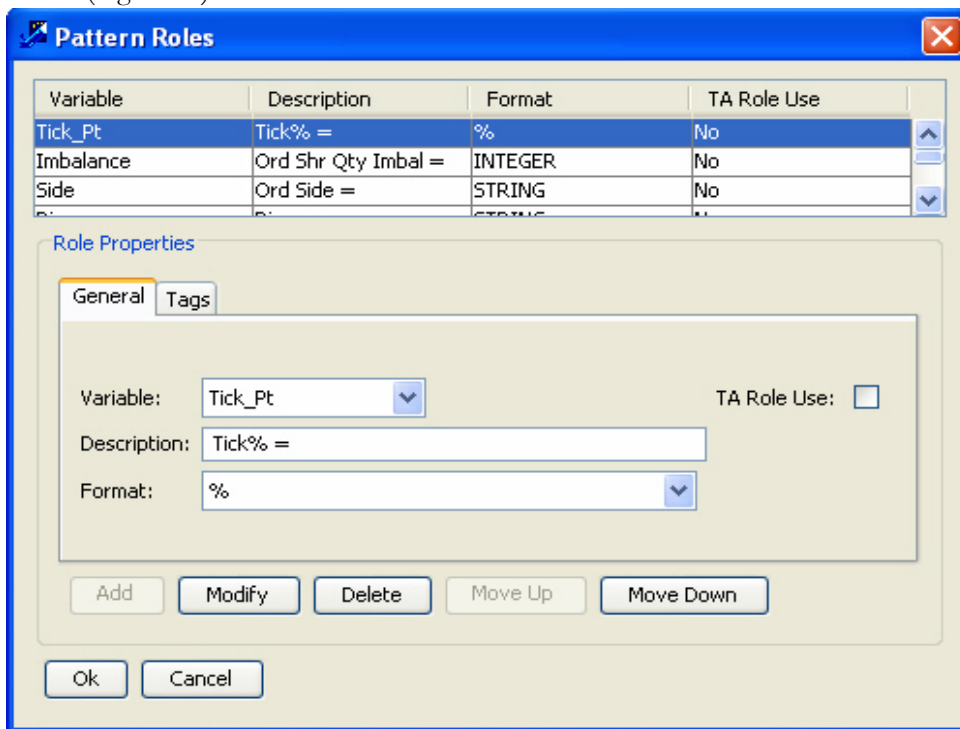 Pattern Roles
Variable Description Format TA Role Use
Tick_Pt Tick% = % No
Imbalance Ord Shr Qty Imbal = INTEGER No
Side Ord Side = STRING No
Role Properties
General Tags
Variable: Tick_Pt TA Role Use:
Description: Tick% =
Format: %
Add Modify Delete Move Up Move Down
Ok Cancel